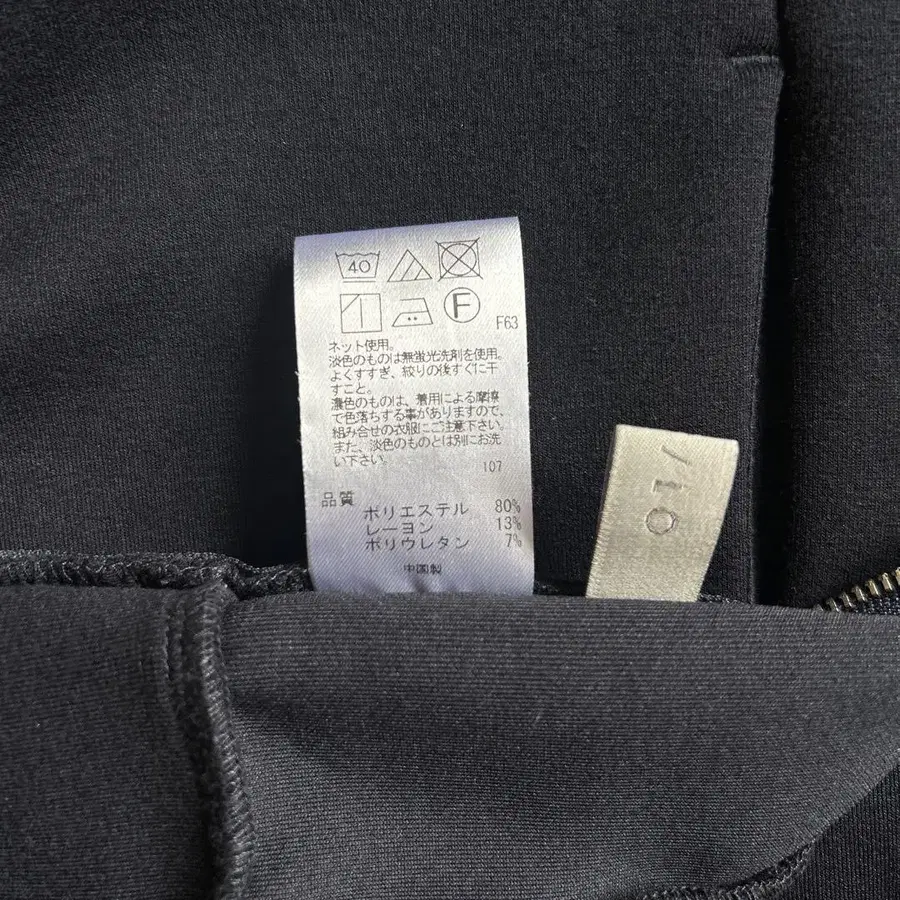 40
F
F63
ネット使用。
淡色のものは無蛍光洗剤を使用。
よくすすぎ、絞りの後すぐに干
すこと。
濃色のものは、着用による摩擦
で色落ちする事がありますので、
組み合せの衣服にご注意下さい。
また、淡色のものとは別にお洗
い下さい。
107
品質
ポリエステル 80%
レーヨン 13%
ポリウレタン 7%
中国製